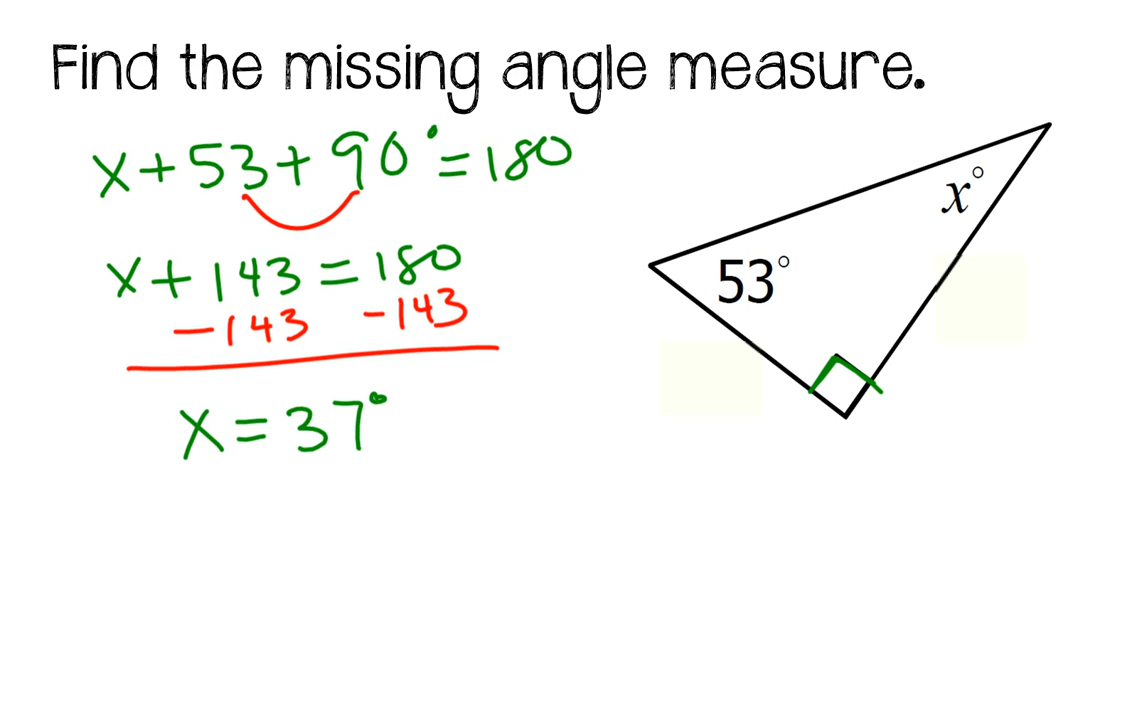 Find the missing angle measure.
x+53+90°=180
x+143=180
-143 -143
x=37°
53°
x°